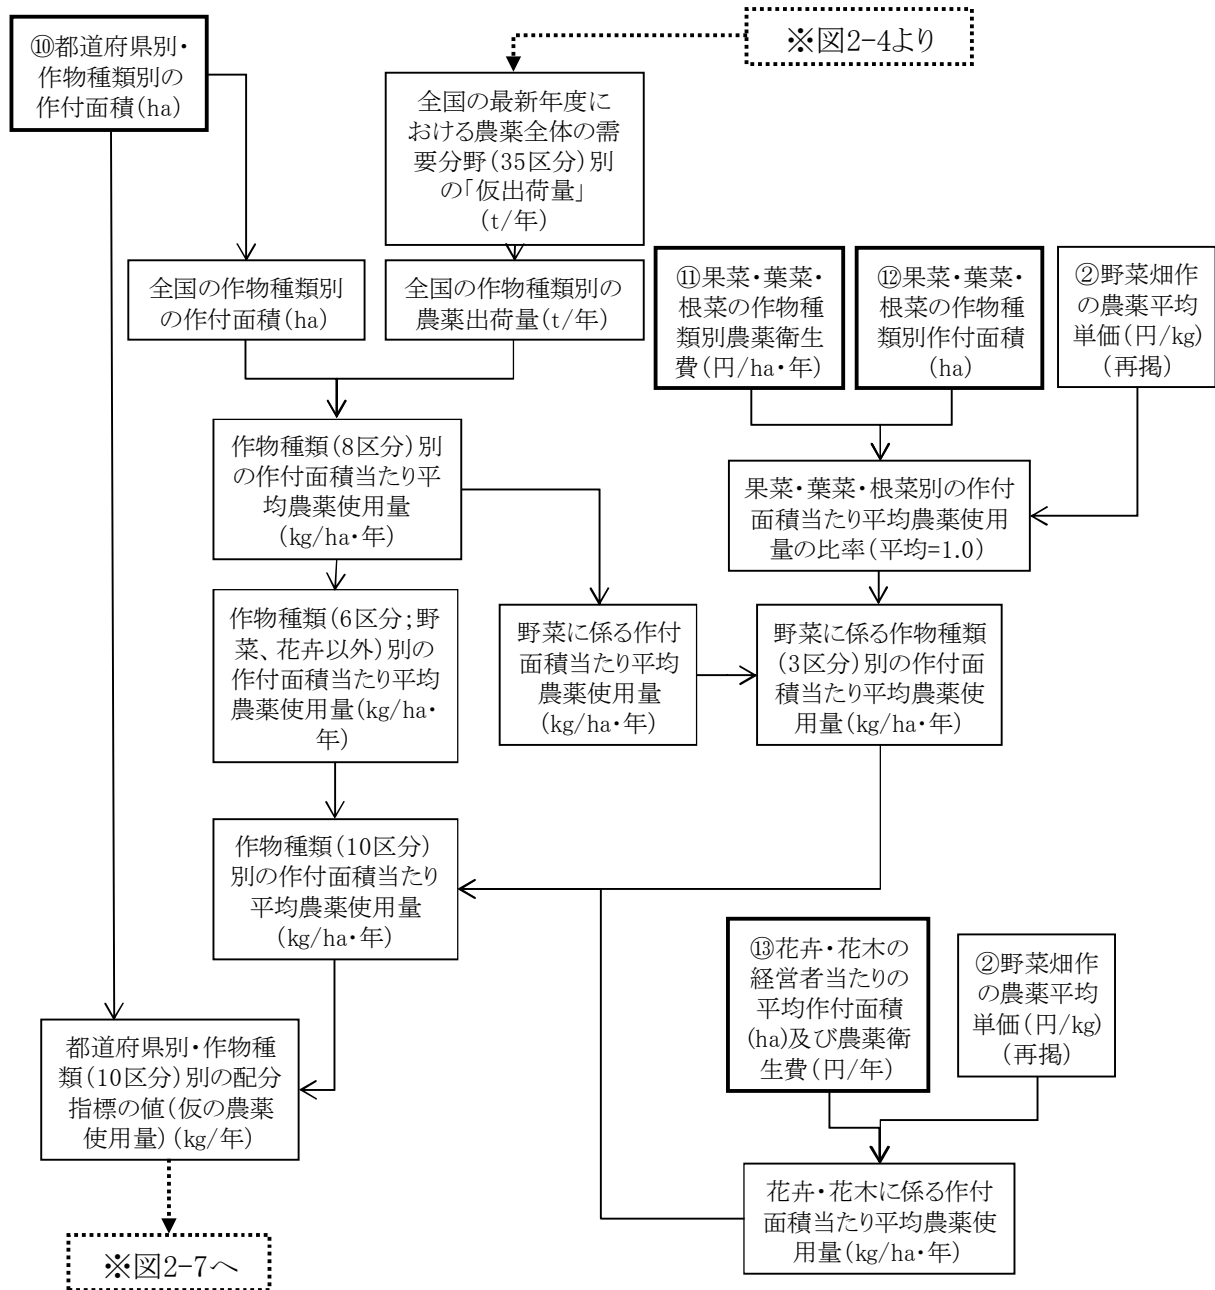 ⑩都道府県別・
作物種類別の
作付面積(ha)
※図2-4より
全国の最新年度に
おける農薬全体の需
要分野(35区分)別
の「仮出荷量」
(t/年)
全国の作物種類別
の作付面積(ha)
全国の作物種類別の
農薬出荷量(t/年)
⑪果菜・葉菜・
根菜の作物種
類別農薬衛生
費(円/ha・年)
⑫果菜・葉菜・
根菜の作物種
類別作付面積
(ha)
②野菜畑作
の農薬平均
単価(円/kg)
(再掲)
作物種類(8区分)別
の作付面積当たり平
均農薬使用量
(kg/ha・年)
果菜・葉菜・根菜別の作付
面積当たり平均農薬使用
量の比率(平均=1.0)
作物種類(6区分;野
菜、花卉以外)別の
作付面積当たり平均
農薬使用量(kg/ha・
年)
野菜に係る作付
面積当たり平均
農薬使用量
(kg/ha・年)
野菜に係る作物種類
(3区分)別の作付面
積当たり平均農薬使
用量(kg/ha・年)
作物種類(10区分)
別の作付面積当たり
平均農薬使用量
(kg/ha・年)
⑬花卉・花木の
経営者当たりの
平均作付面積
(ha)及び農薬衛
生費(円/年)
②野菜畑作
の農薬平均
単価(円/kg)
(再掲)
都道府県別・作物種
類(10区分)別の配分
指標の値(仮の農薬
使用量)(kg/年)
花卉・花木に係る作付
面積当たり平均農薬使
用量(kg/ha・年)
※図2-7へ